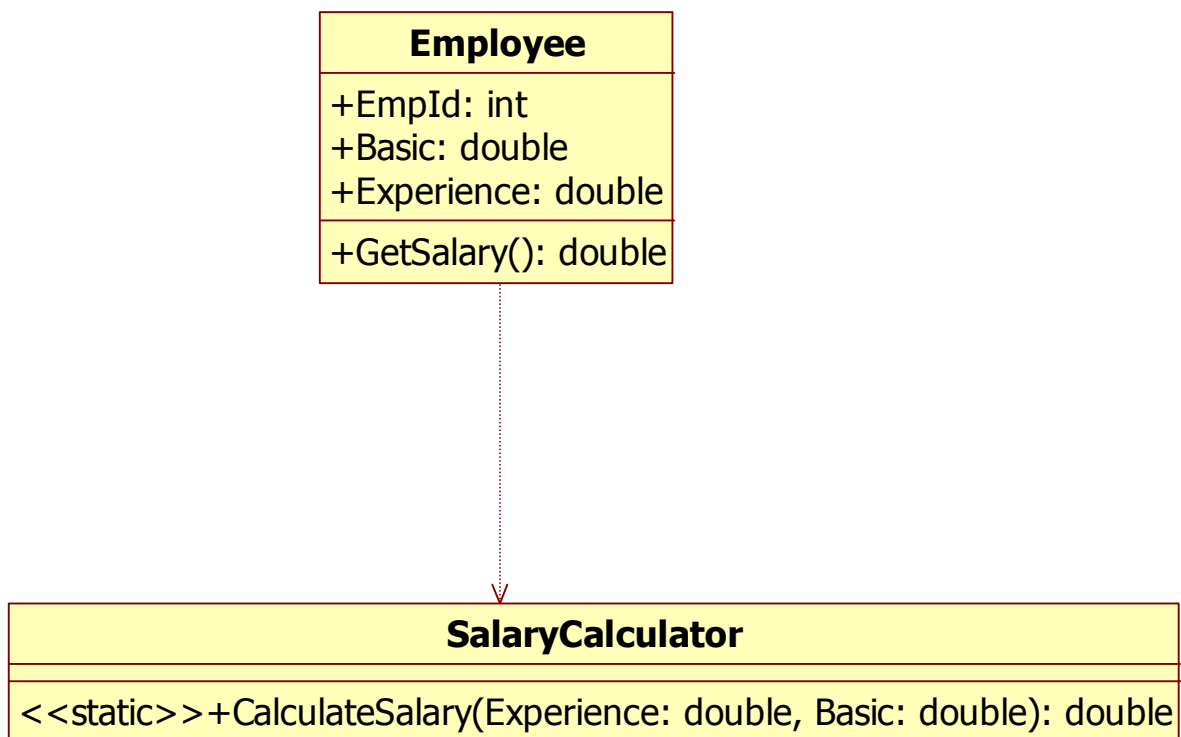 Employee
+EmpId: int
+Basic: double
+Experience: double
+GetSalary(): double
SalaryCalculator
<<static>>+CalculateSalary(Experience: double, Basic: double): double